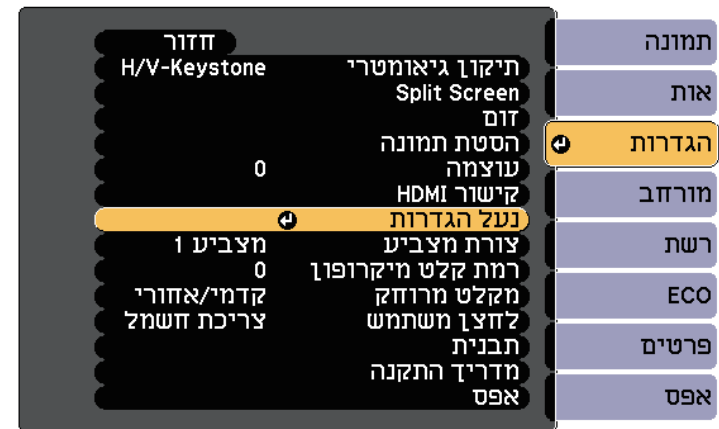 תמונה
אות
הגדרות
מורחב
רשת
ECO
פרטים
אפס
חזור
תיקון גיאומטרי H/V-Keystone
Split Screen
זום
הסטת תמונה
עוצמה 0
קישור HDMI
נעל הגדרות
צורת מצביע מצביע 1
רמת קלט מיקרופון 0
מקלט מרוחק קדמי/אחורי
לחצן משתמש צריכת חשמל
תבנית
מדריך התקנה
אפס